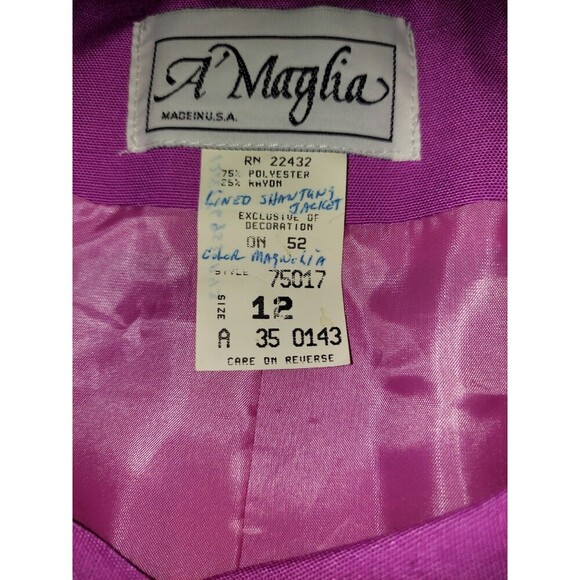 A'Maglia
MADE IN U.S.A.
RN 22432
75% POLYESTER
25% RAYON
LINED SHANTUNG
JACKET
EXCLUSIVE OF
DECORATION
ON 52
COLOR MAGNOLIA
STYLE 75017
SIZE 12
A 35 0143
CARE ON REVERSE